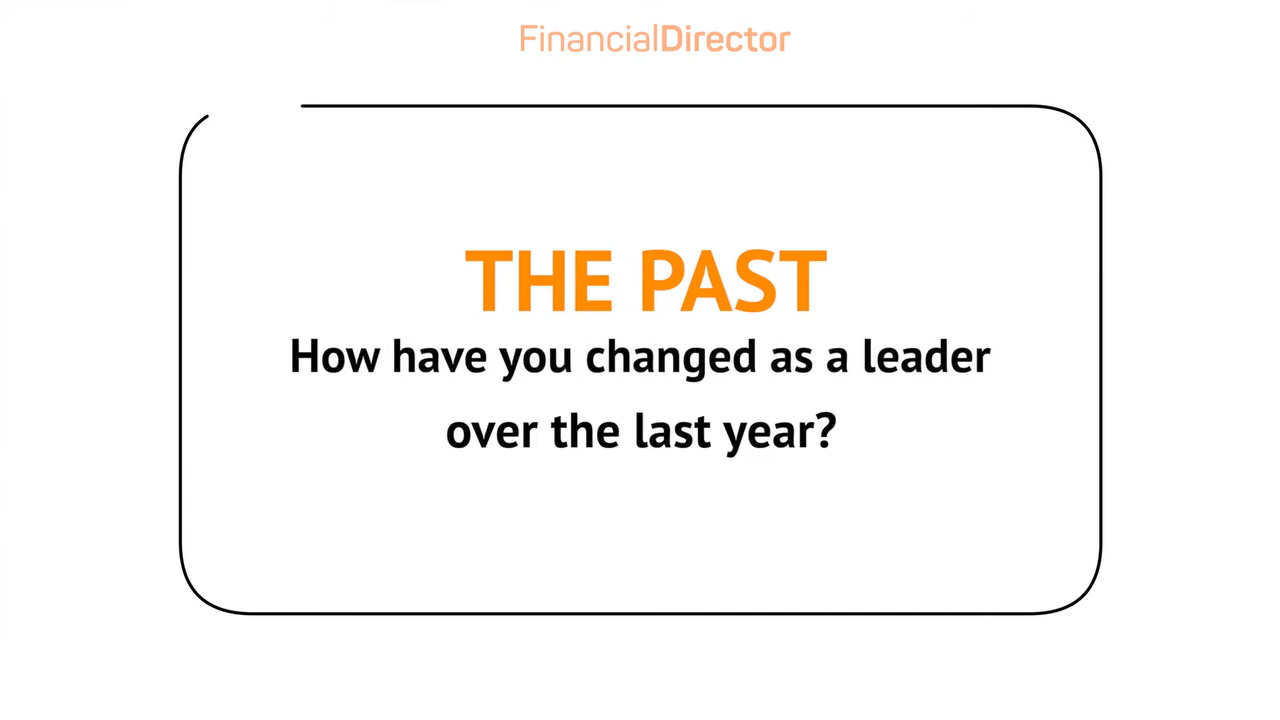 FinancialDirector
THE PAST
How have you changed as a leader
over the last year?